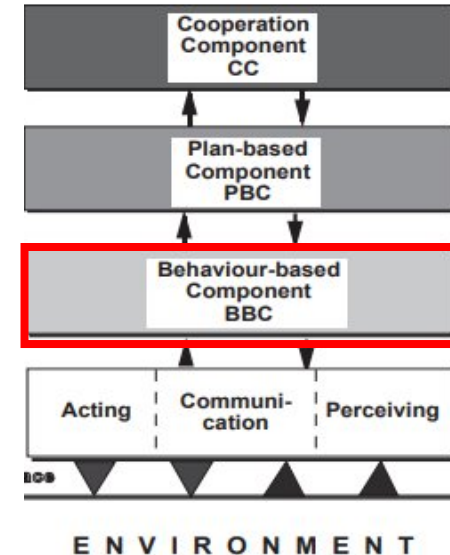 Cooperation
Component
CC
Plan-based
Component
PBC
Behaviour-based
Component
BBC
Acting
Communi-
cation
Perceiving
E N V I R O N M E N T